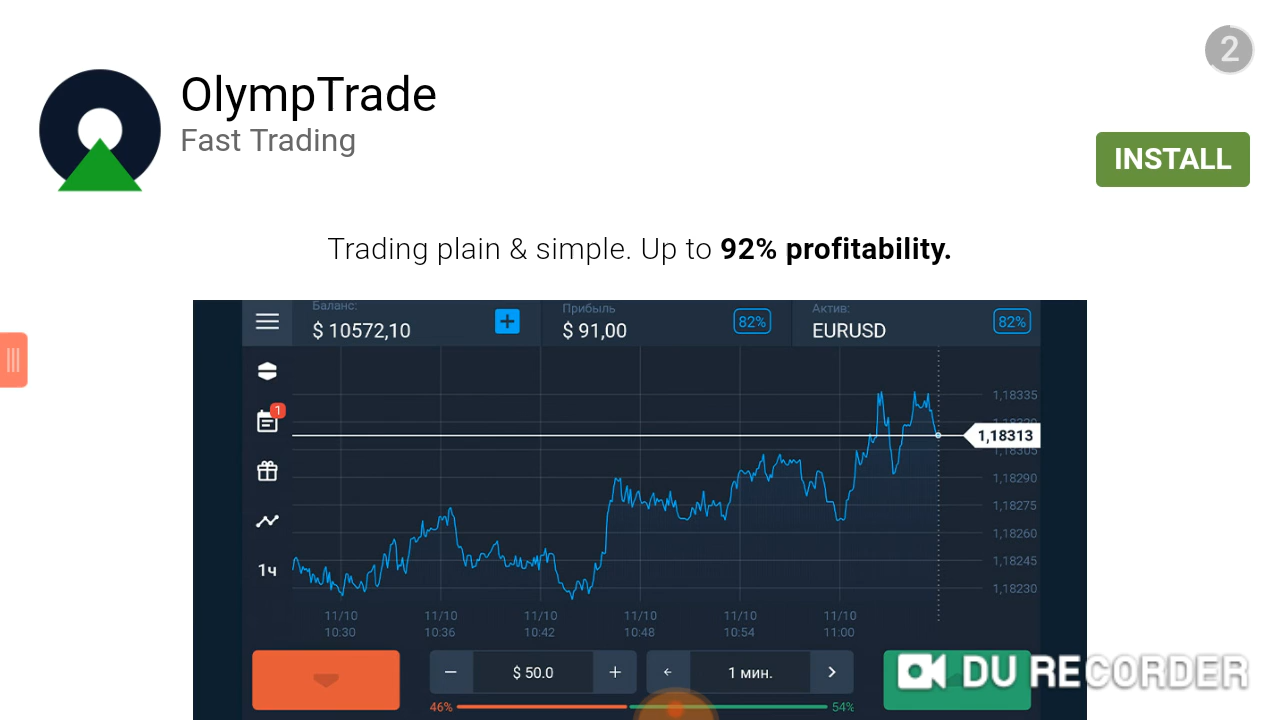 2
OlympTrade
Fast Trading
INSTALL
Trading plain & simple. Up to 92% profitability.
Баланс:
$ 10572,10
Прибыль
$ 91,00
82%
Актив:
EURUSD
82%
1
1ч
1,18335
1,18313
1,18305
1,18290
1,18275
1,18260
1,18245
1,18230
11/10 11/10 11/10 11/10 11/10 11/10
10:30 10:36 10:42 10:48 10:54 11:00
$ 50.0
1 мин.
46%
54%
DU RECORDER